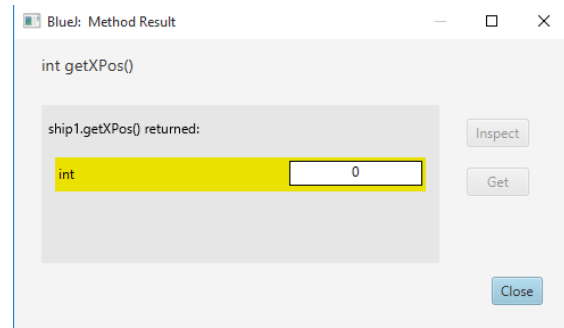 BlueJ: Method Result
int getXPos()
ship1.getXPos() returned:
Inspect
int
0
Get
Close